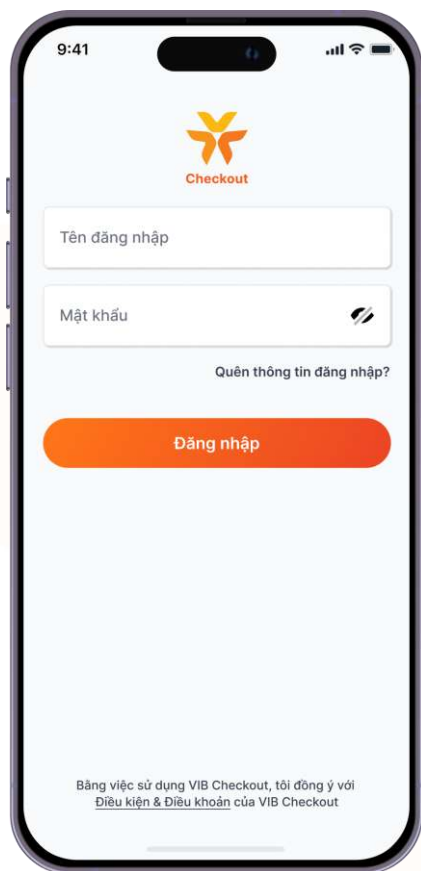 9:41
Checkout
Tên đăng nhập
Mật khẩu
Quên thông tin đăng nhập?
Đăng nhập
Bằng việc sử dụng VIB Checkout, tôi đồng ý với
Điều kiện & Điều khoản của VIB Checkout